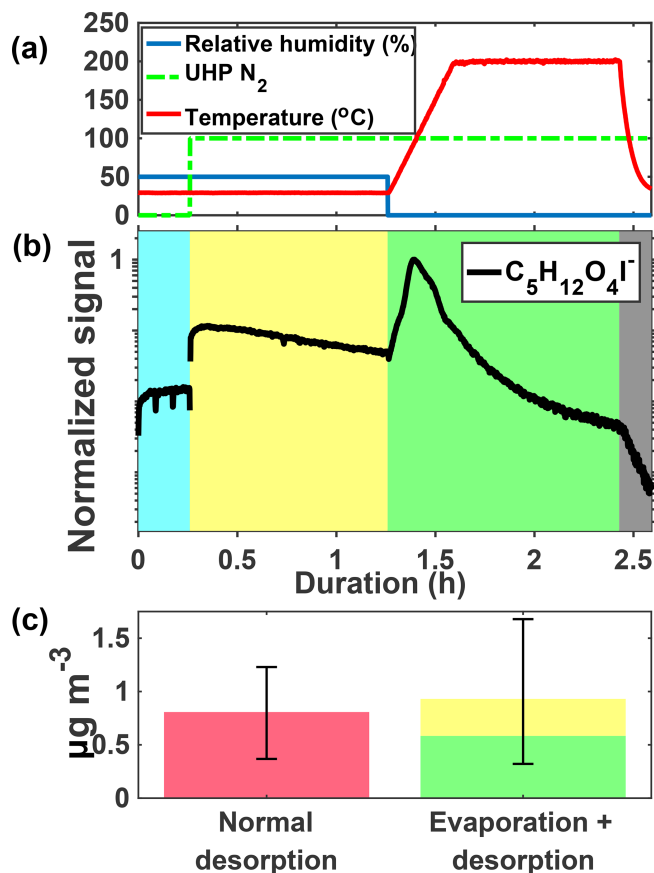 (a)
250
200
150
100
50
0
Relative humidity (%)
UHP N2
Temperature (oC)
(b)
Normalized signal
1
C5H12O4I-
0 0.5 1 1.5 2 2.5
Duration (h)
(c)
µg m-3
1.5
1
0.5
0
Normal Evaporation +
desorption desorption